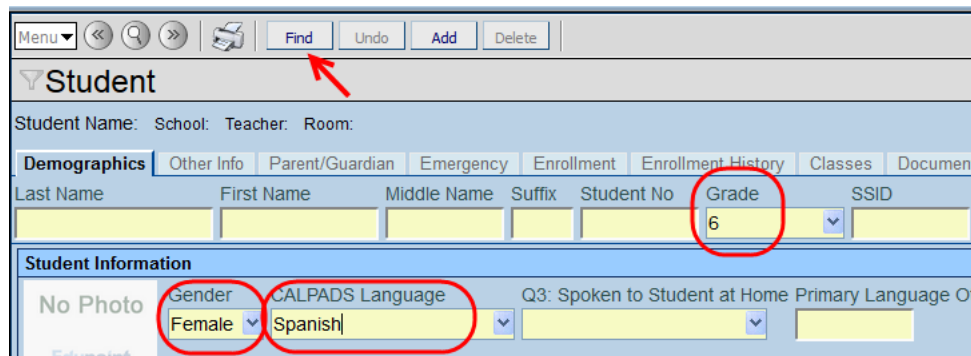 Menu Find Undo Add Delete
Student
Student Name: School: Teacher: Room:
Demographics Other Info Parent/Guardian Emergency Enrollment Enrollment History Classes Documen
Last Name First Name Middle Name Suffix Student No Grade SSID
6
Student Information
No Photo
Gender CALPADS Language Q3: Spoken to Student at Home Primary Language O
Female Spanish